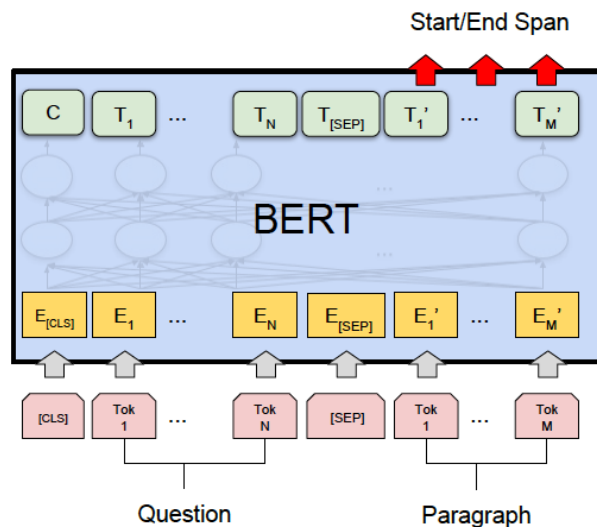 Start/End Span
C T1 ... TN T[SEP] T1' ... TM'
...
BERT
...
E[CLS] E1 ... EN E[SEP] E1' ... EM'
[CLS] Tok 1 ... Tok N [SEP] Tok 1 ... Tok M
Question Paragraph